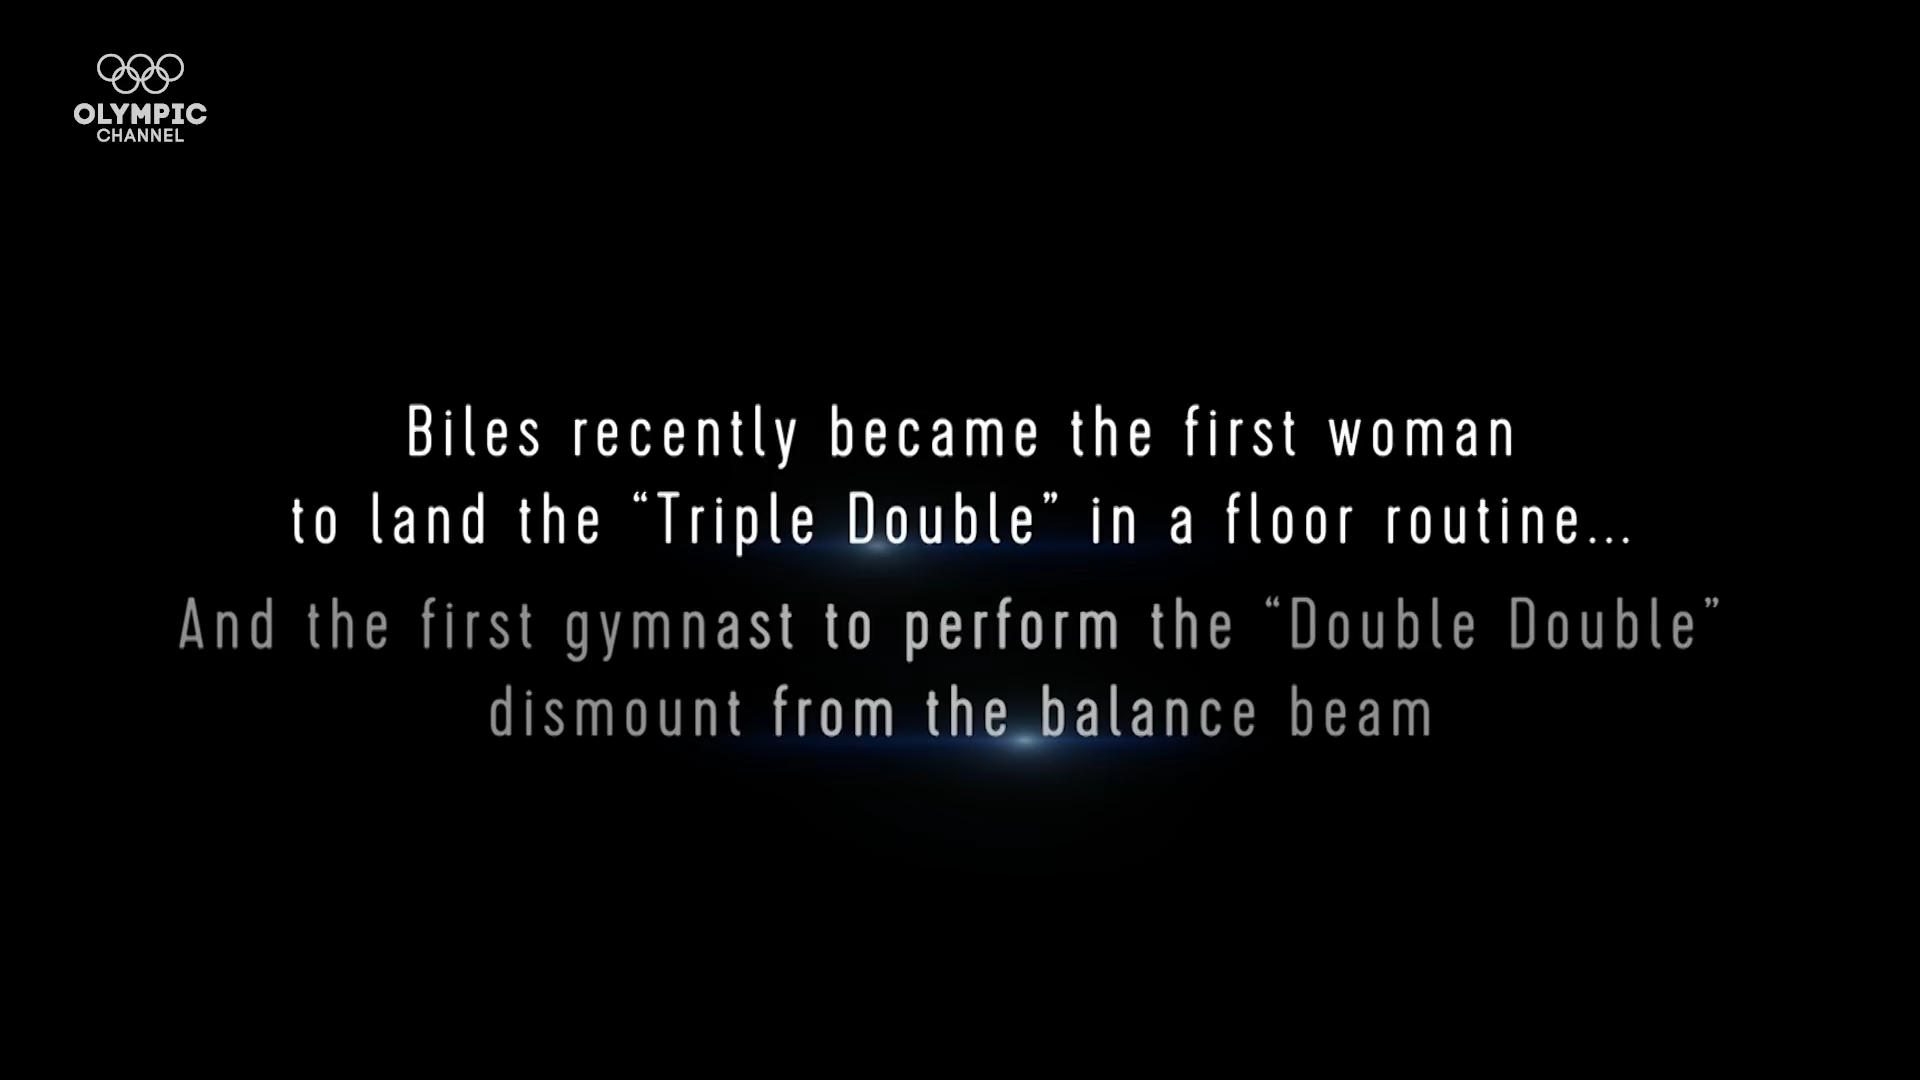 OLYMPIC
CHANNEL
Biles recently became the first woman
to land the “Triple Double” in a floor routine...
And the first gymnast to perform the “Double Double”
dismount from the balance beam